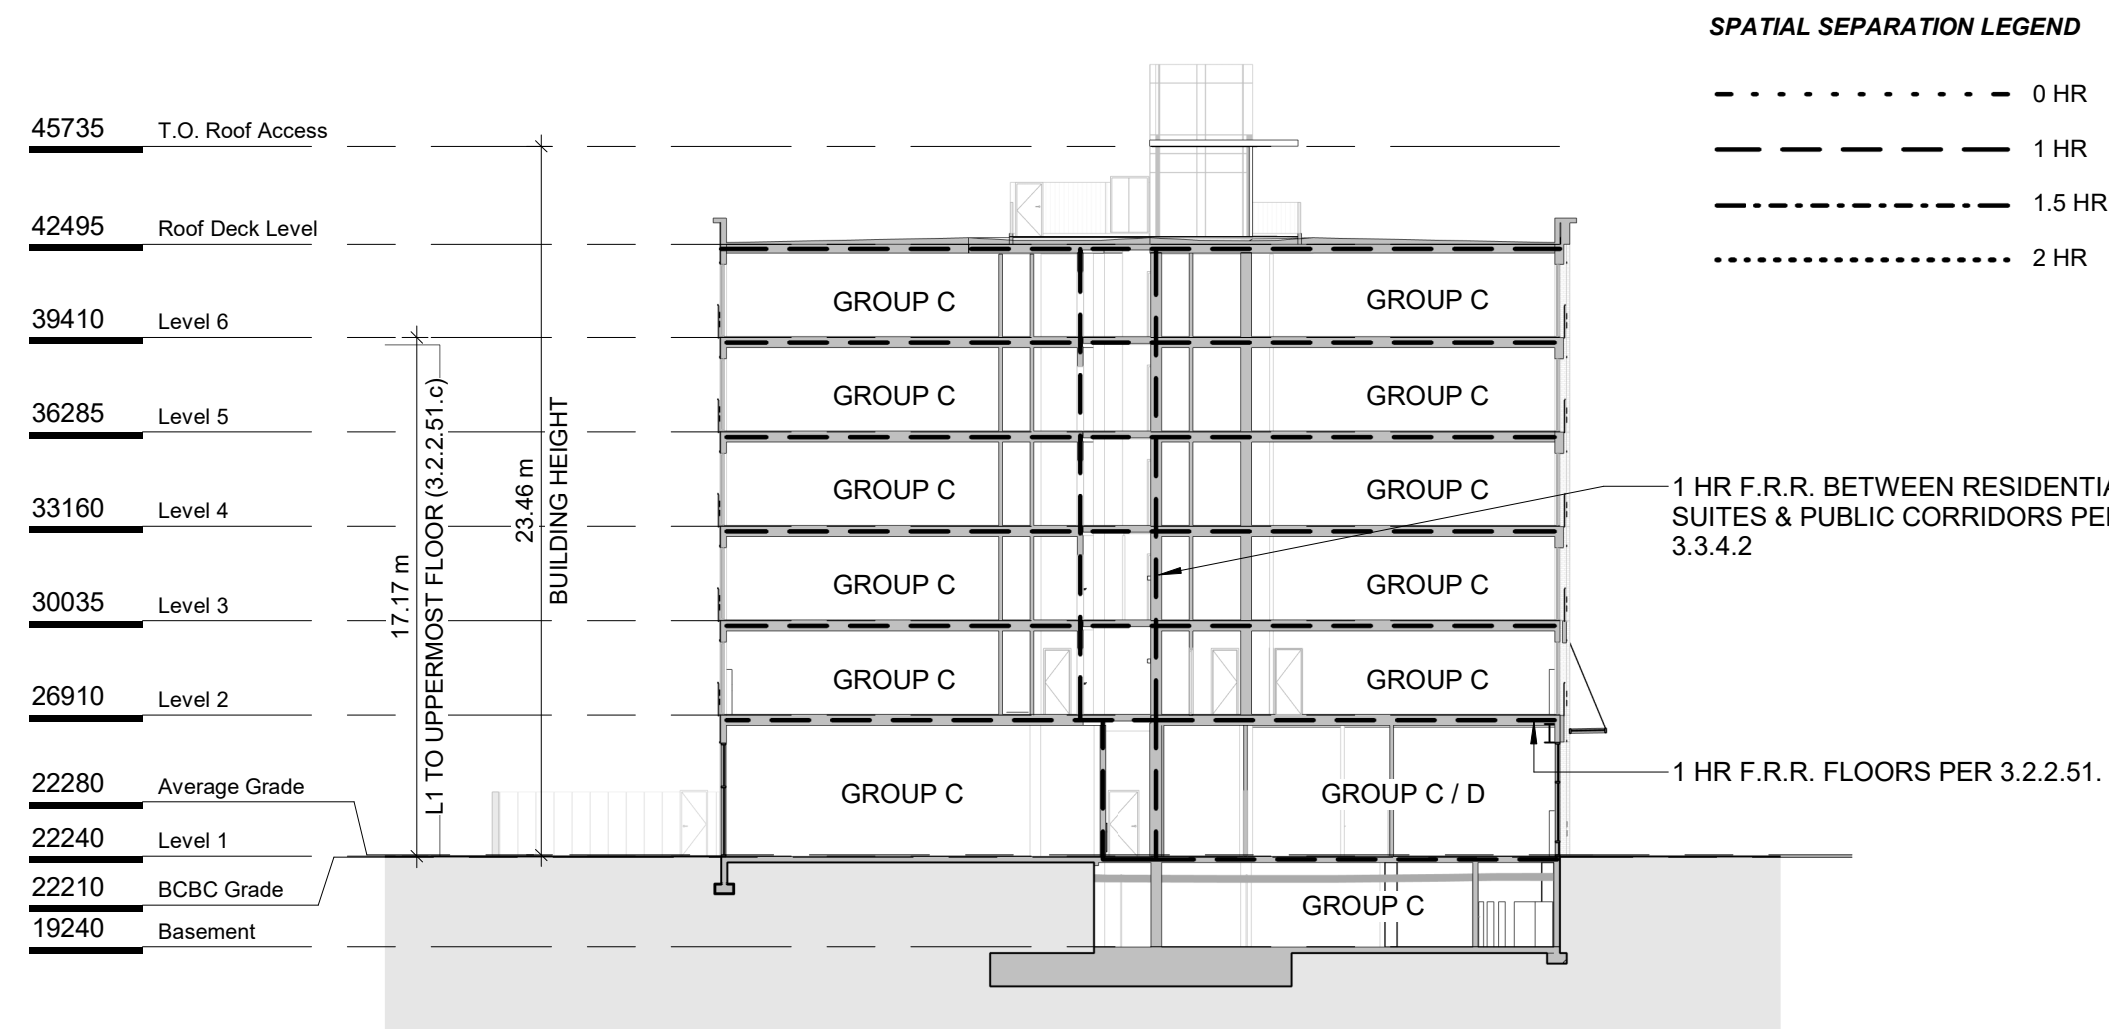 SPATIAL SEPARATION LEGEND
0 HR
1 HR
1.5 HR
2 HR
45735 T.O. Roof Access
42495 Roof Deck Level
39410 Level 6
36285 Level 5
33160 Level 4
30035 Level 3
26910 Level 2
22280 Average Grade
22240 Level 1
22210 BCBC Grade
19240 Basement
17.17 m
L1 TO UPPERMOST FLOOR (3.2.2.51.c)
23.46 m
BUILDING HEIGHT
GROUP C GROUP C
GROUP C GROUP C
GROUP C GROUP C
GROUP C GROUP C
GROUP C GROUP C
GROUP C GROUP C / D
GROUP C
1 HR F.R.R. BETWEEN RESIDENTIA
SUITES & PUBLIC CORRIDORS PE
3.3.4.2
1 HR F.R.R. FLOORS PER 3.2.2.51.